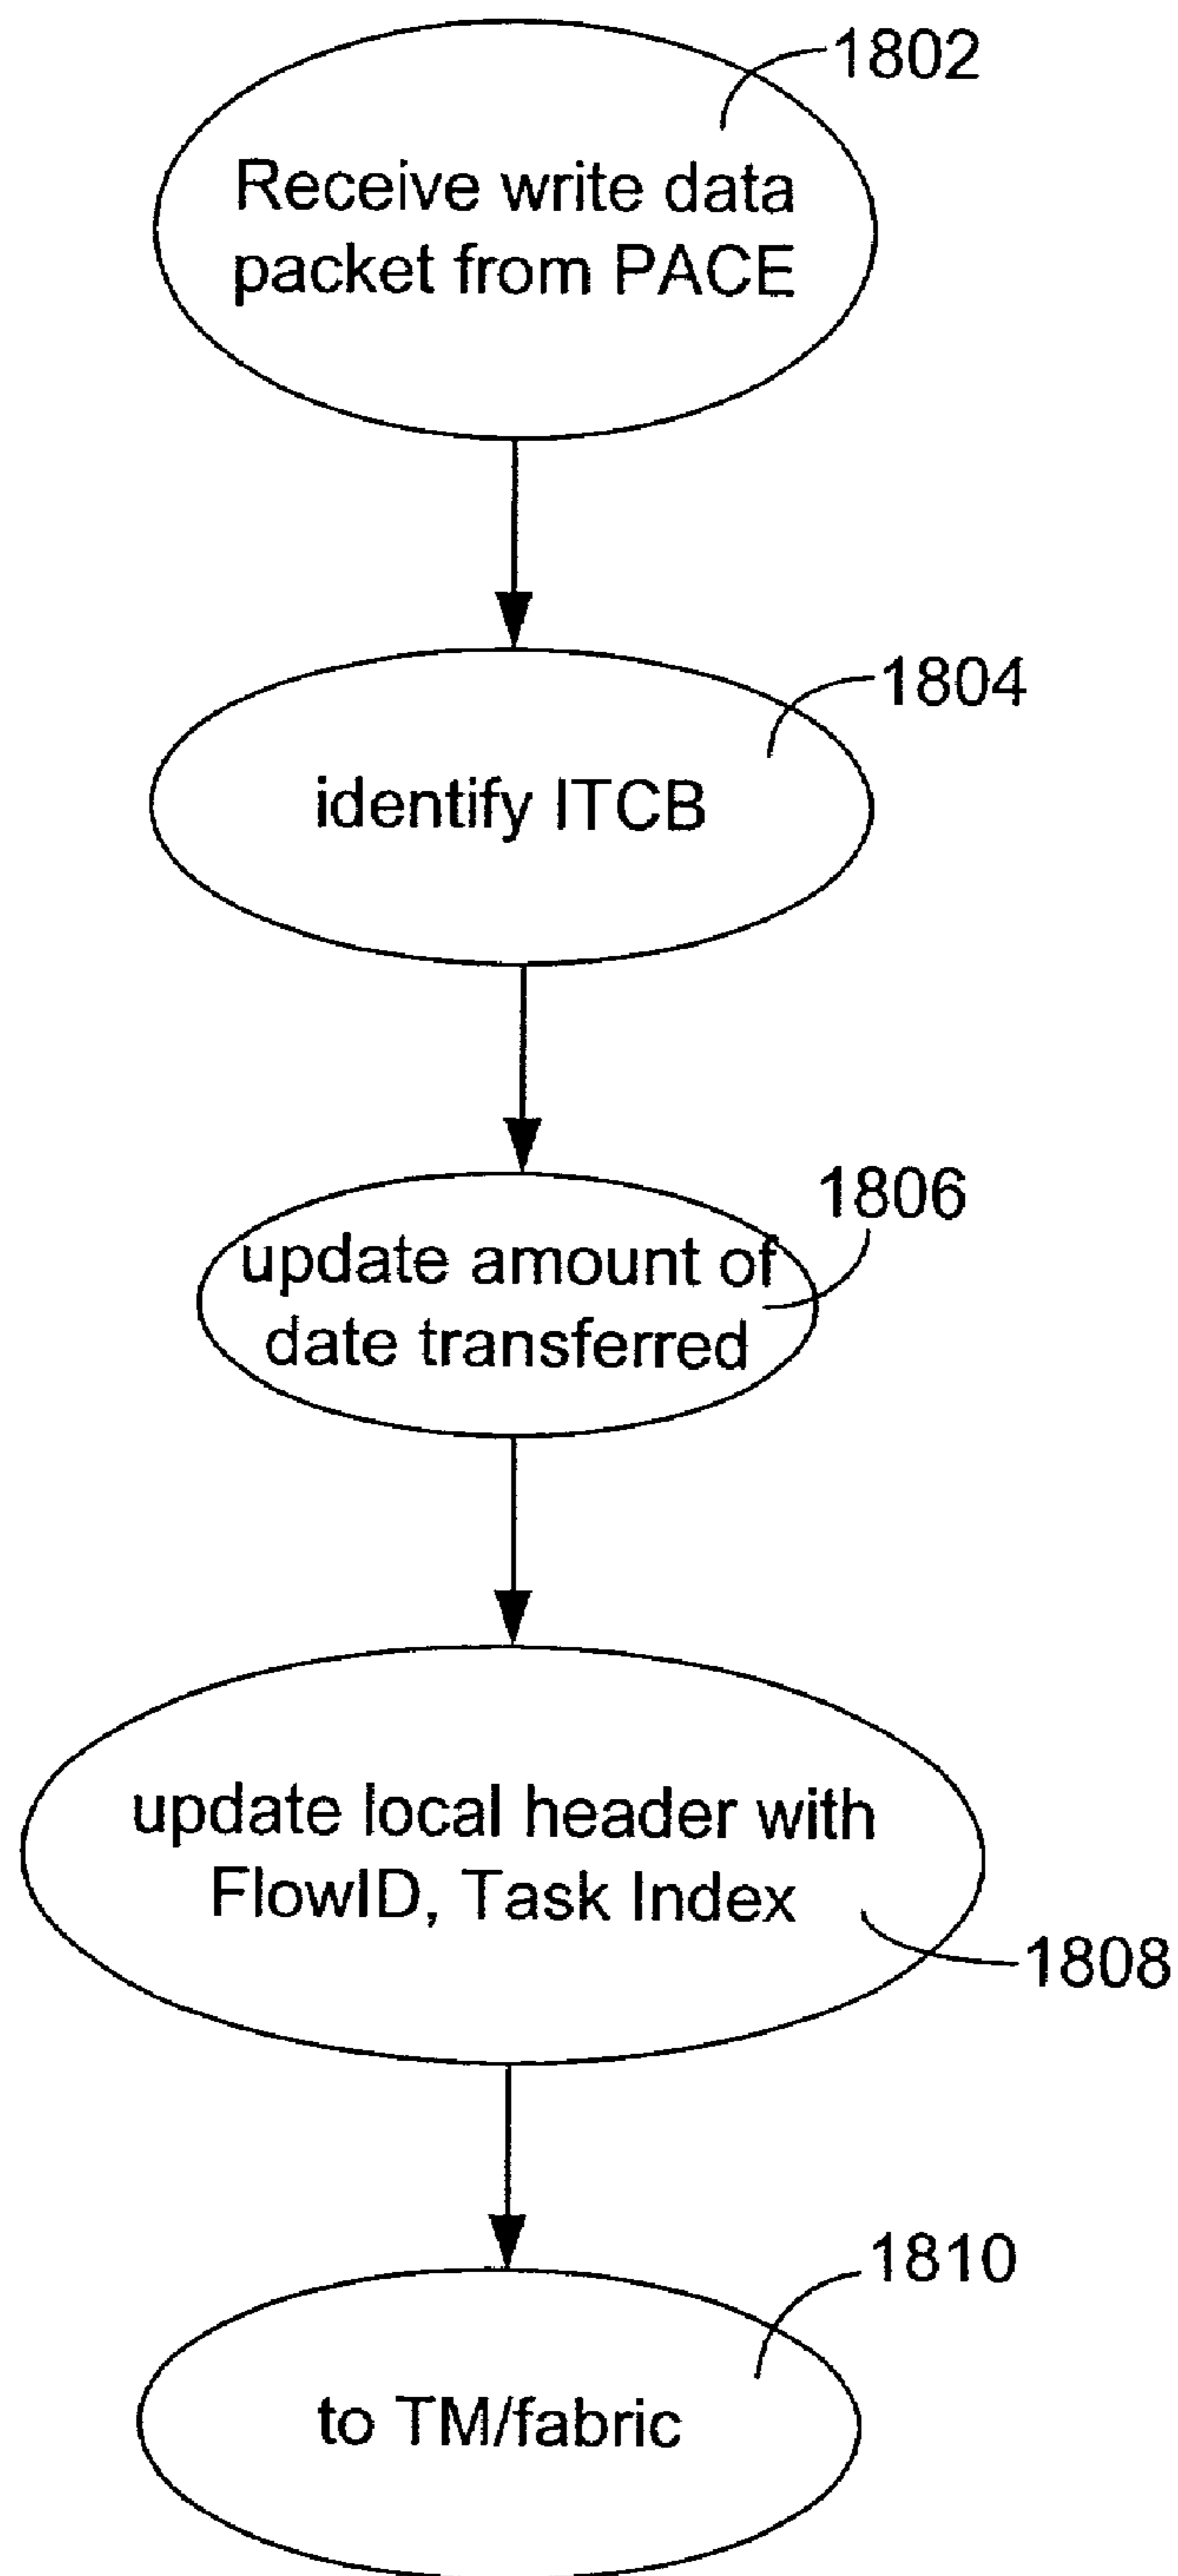 1802
Receive write data
packet from PACE
1804
identify ITCB
1806
update amount of
date transferred
update local header with
FlowID, Task Index
1808
1810
to TM/fabric